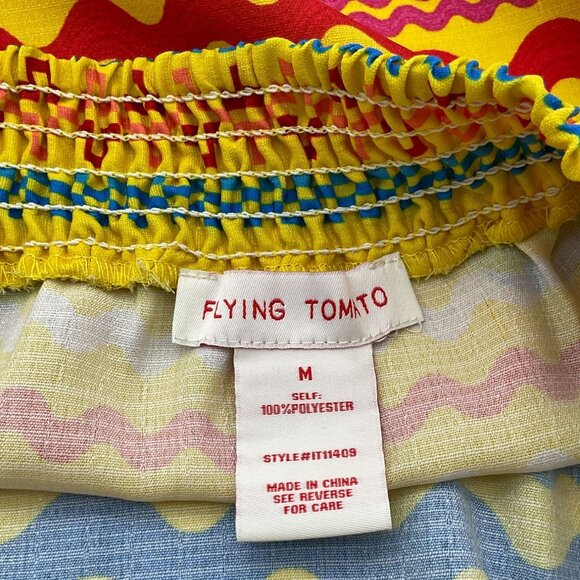 FLYING TOMATO
M
SELF:
100%POLYESTER
STYLE#IT11409
MADE IN CHINA
SEE REVERSE
FOR CARE